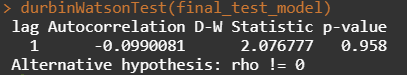 > durbinWatsonTest(final_test_model)
 lag Autocorrelation D-W Statistic p-value
   1      -0.0990081      2.076777   0.958
 Alternative hypothesis: rho != 0